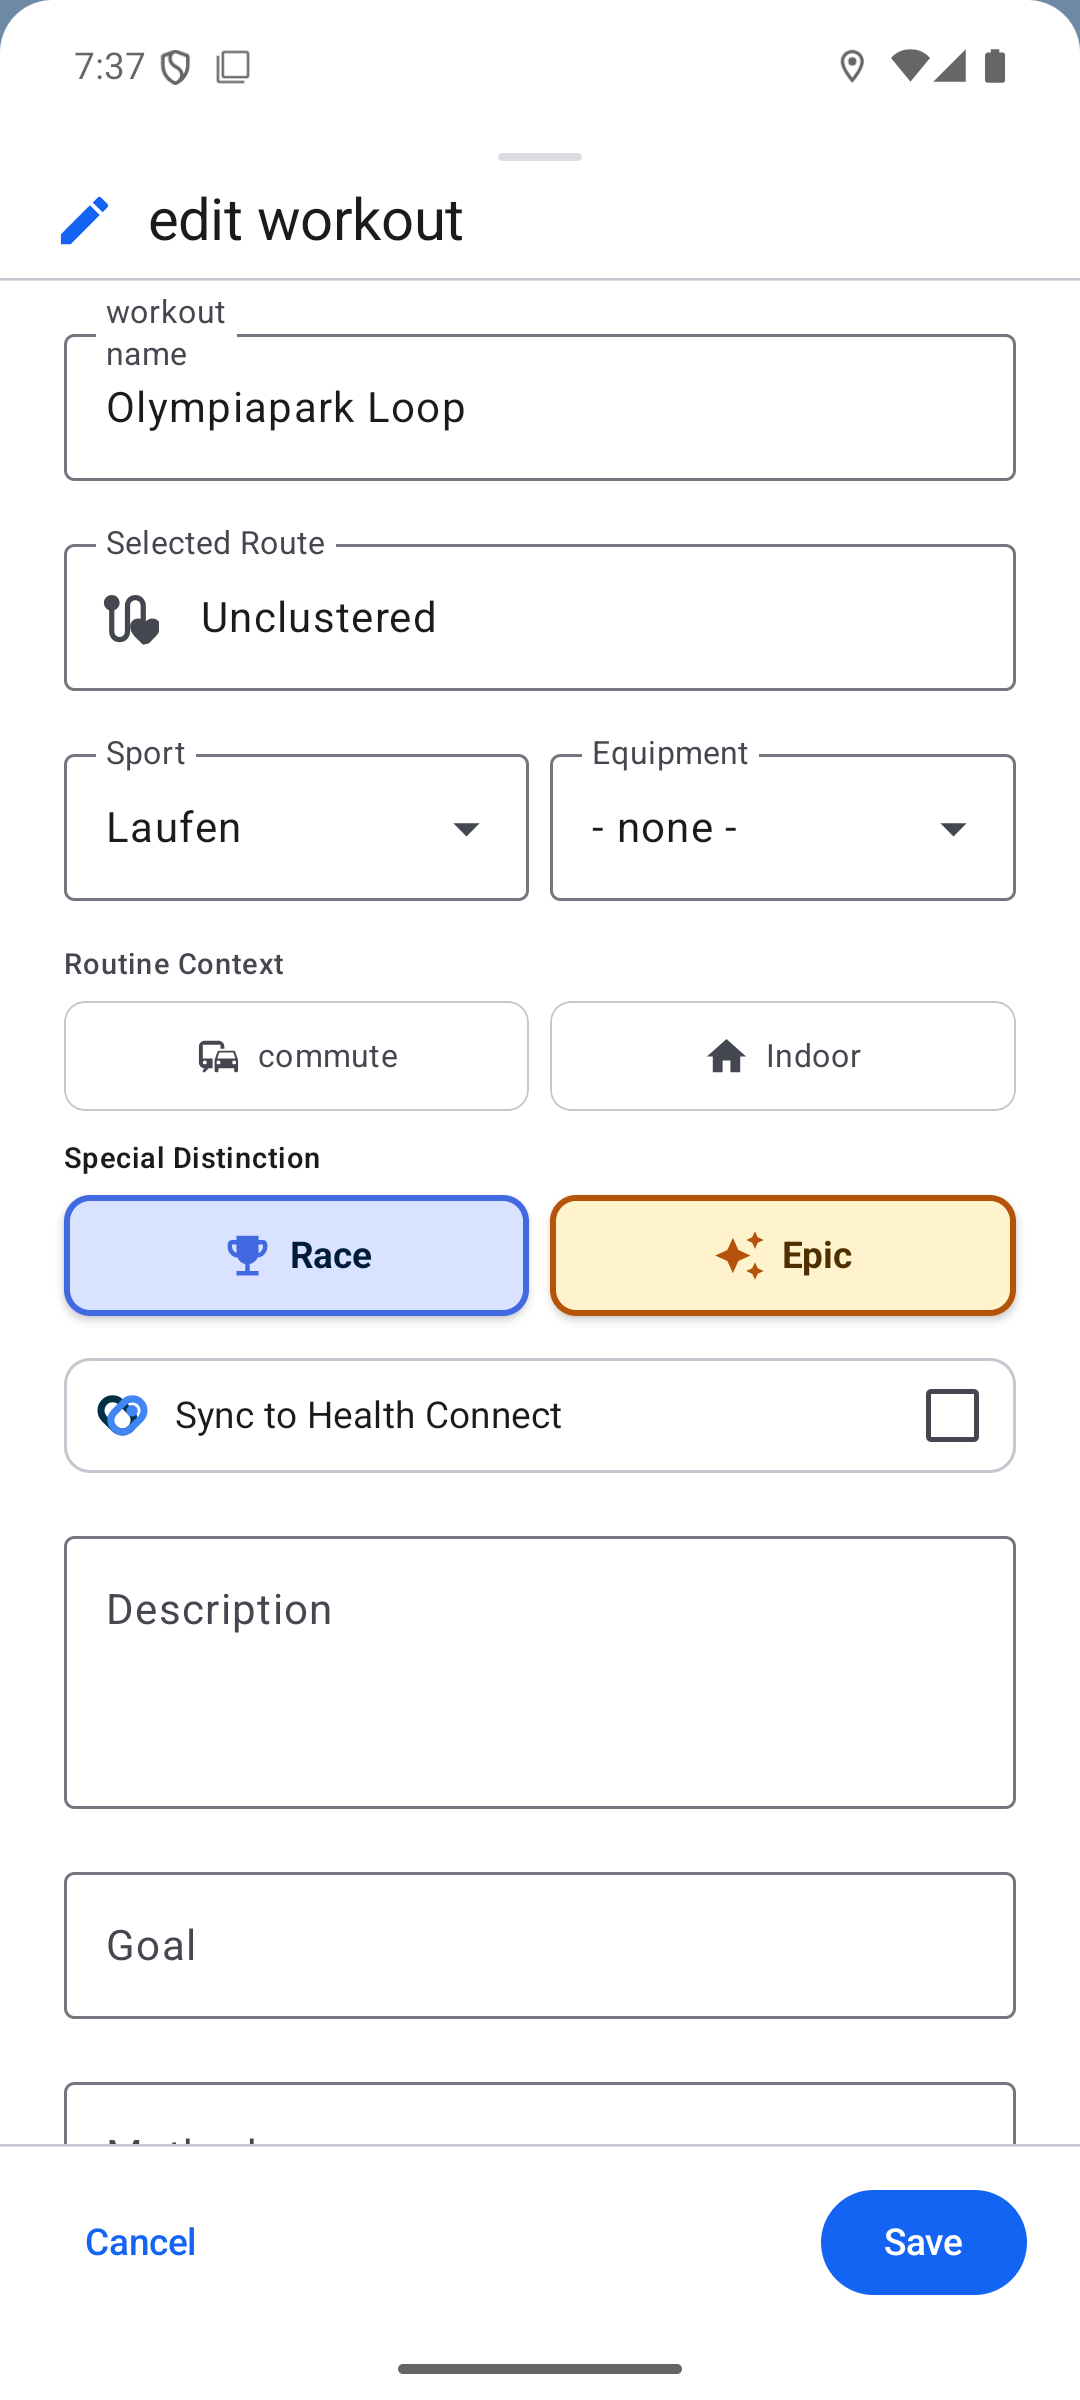 7:37
edit workout
workout
name
Olympiapark Loop
Selected Route
Unclustered
Sport
Equipment
Laufen
- none -
Routine Context
commute
Indoor
Special Distinction
Race
Epic
Sync to Health Connect
Description
Goal
Cancel
Save